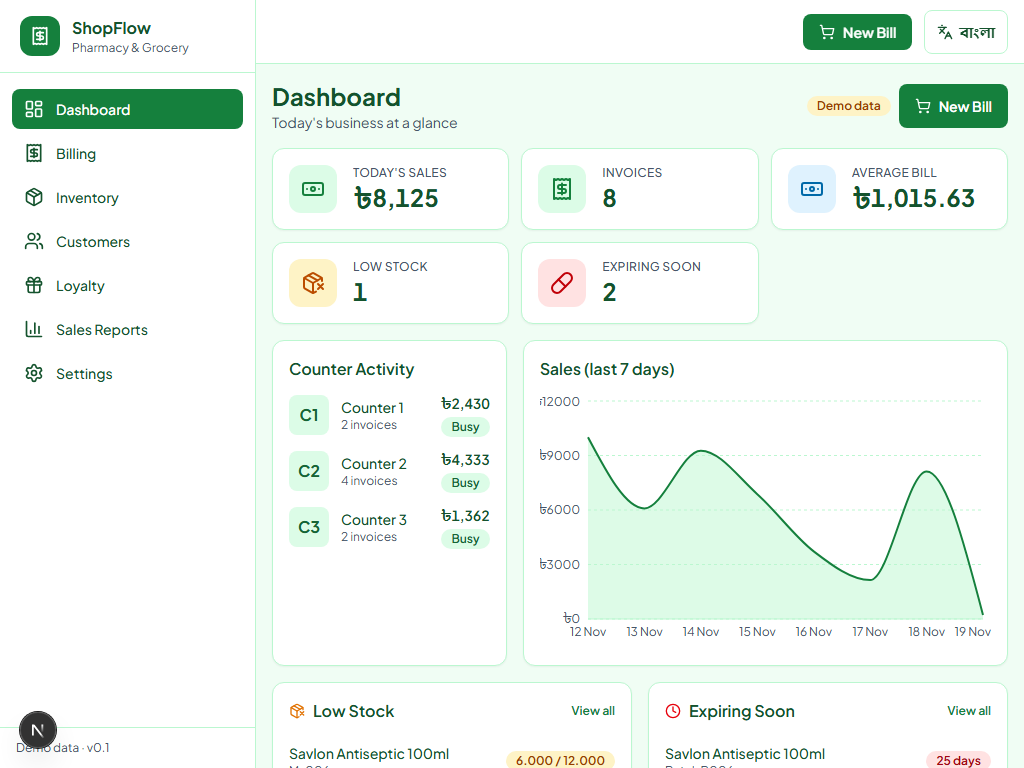 ShopFlow
Pharmacy & Grocery
New Bill
বাংলা
Dashboard
Billing
Inventory
Customers
Loyalty
Sales Reports
Settings
N
Demo data · v0.1
Dashboard
Today's business at a glance
Demo data
New Bill
TODAY'S SALES
৳8,125
INVOICES
8
AVERAGE BILL
৳1,015.63
LOW STOCK
1
EXPIRING SOON
2
Counter Activity
C1
Counter 1
2 invoices
৳2,430
Busy
C2
Counter 2
4 invoices
৳4,333
Busy
C3
Counter 3
2 invoices
৳1,362
Busy
Sales (last 7 days)
৳12000
৳9000
৳6000
৳3000
৳0
12 Nov 13 Nov 14 Nov 15 Nov 16 Nov 17 Nov 18 Nov 19 Nov
Low Stock
View all
Savlon Antiseptic 100ml
6.000 / 12.000
Expiring Soon
View all
Savlon Antiseptic 100ml
25 days